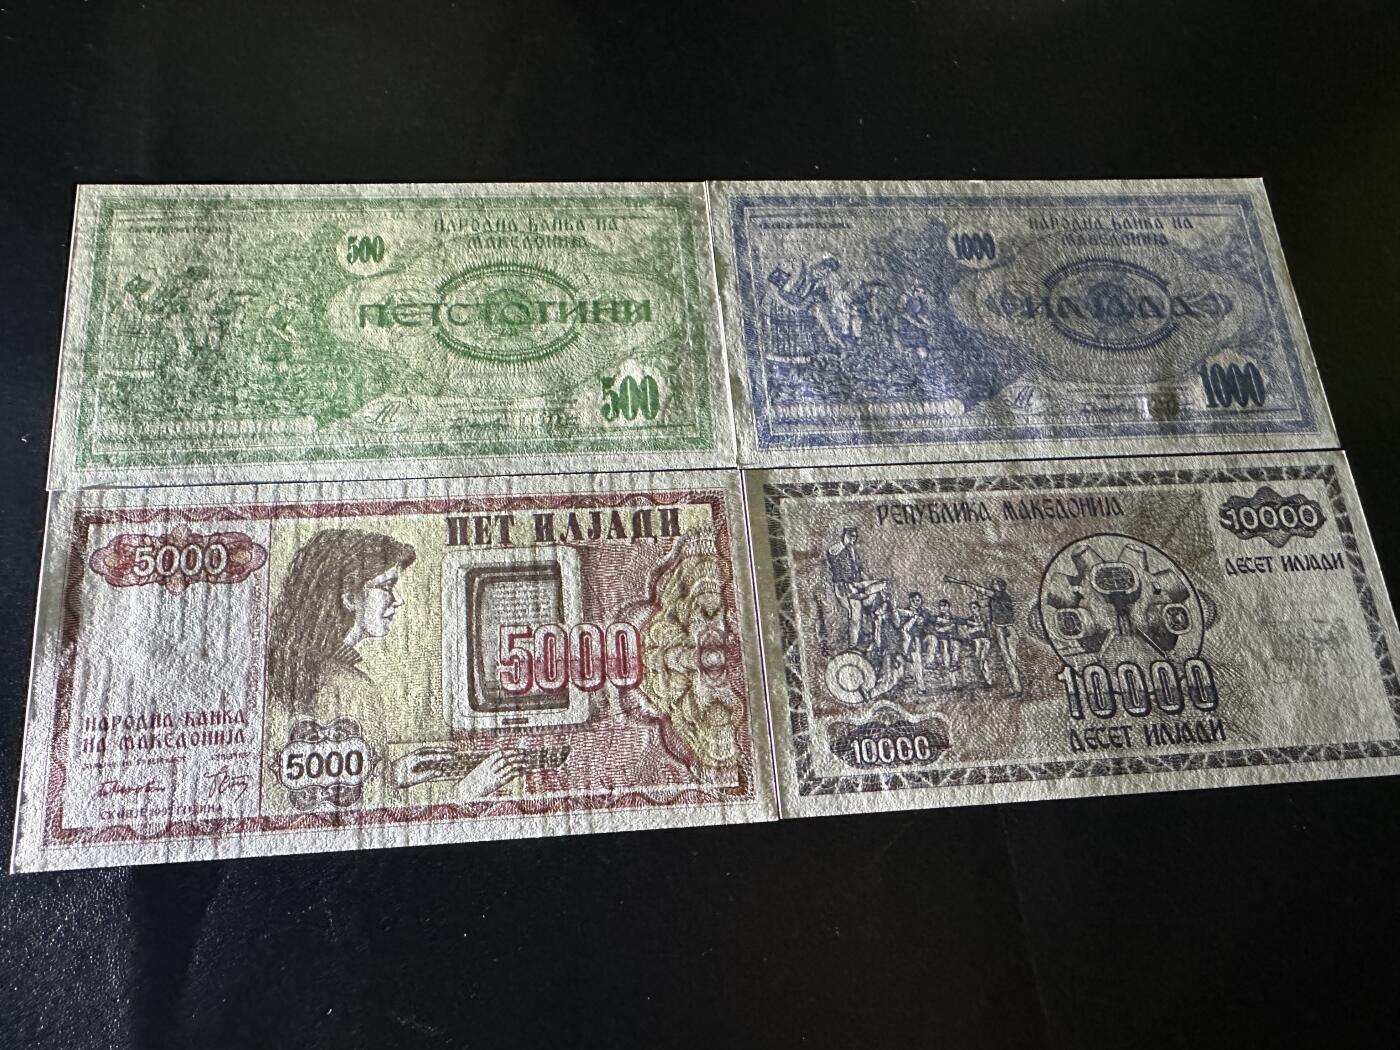 500
НАРОДНА БАНКА НА
МАКЕДОНИЈА
ПЕТСТОТИНИ
500
1000
НАРОДНА БАНКА НА
МАКЕДОНИЈА
ИЛЈАДА
1000
5000
ПЕТ ИЛЈАДИ
5000
НАРОДНА БАНКА
НА МАКЕДОНИЈА
5000
РЕПУБЛИКА МАКЕДОНИЈА
10000
ДЕСЕТ ИЛЈАДИ
10000
ДЕСЕТ ИЛЈАДИ
10000